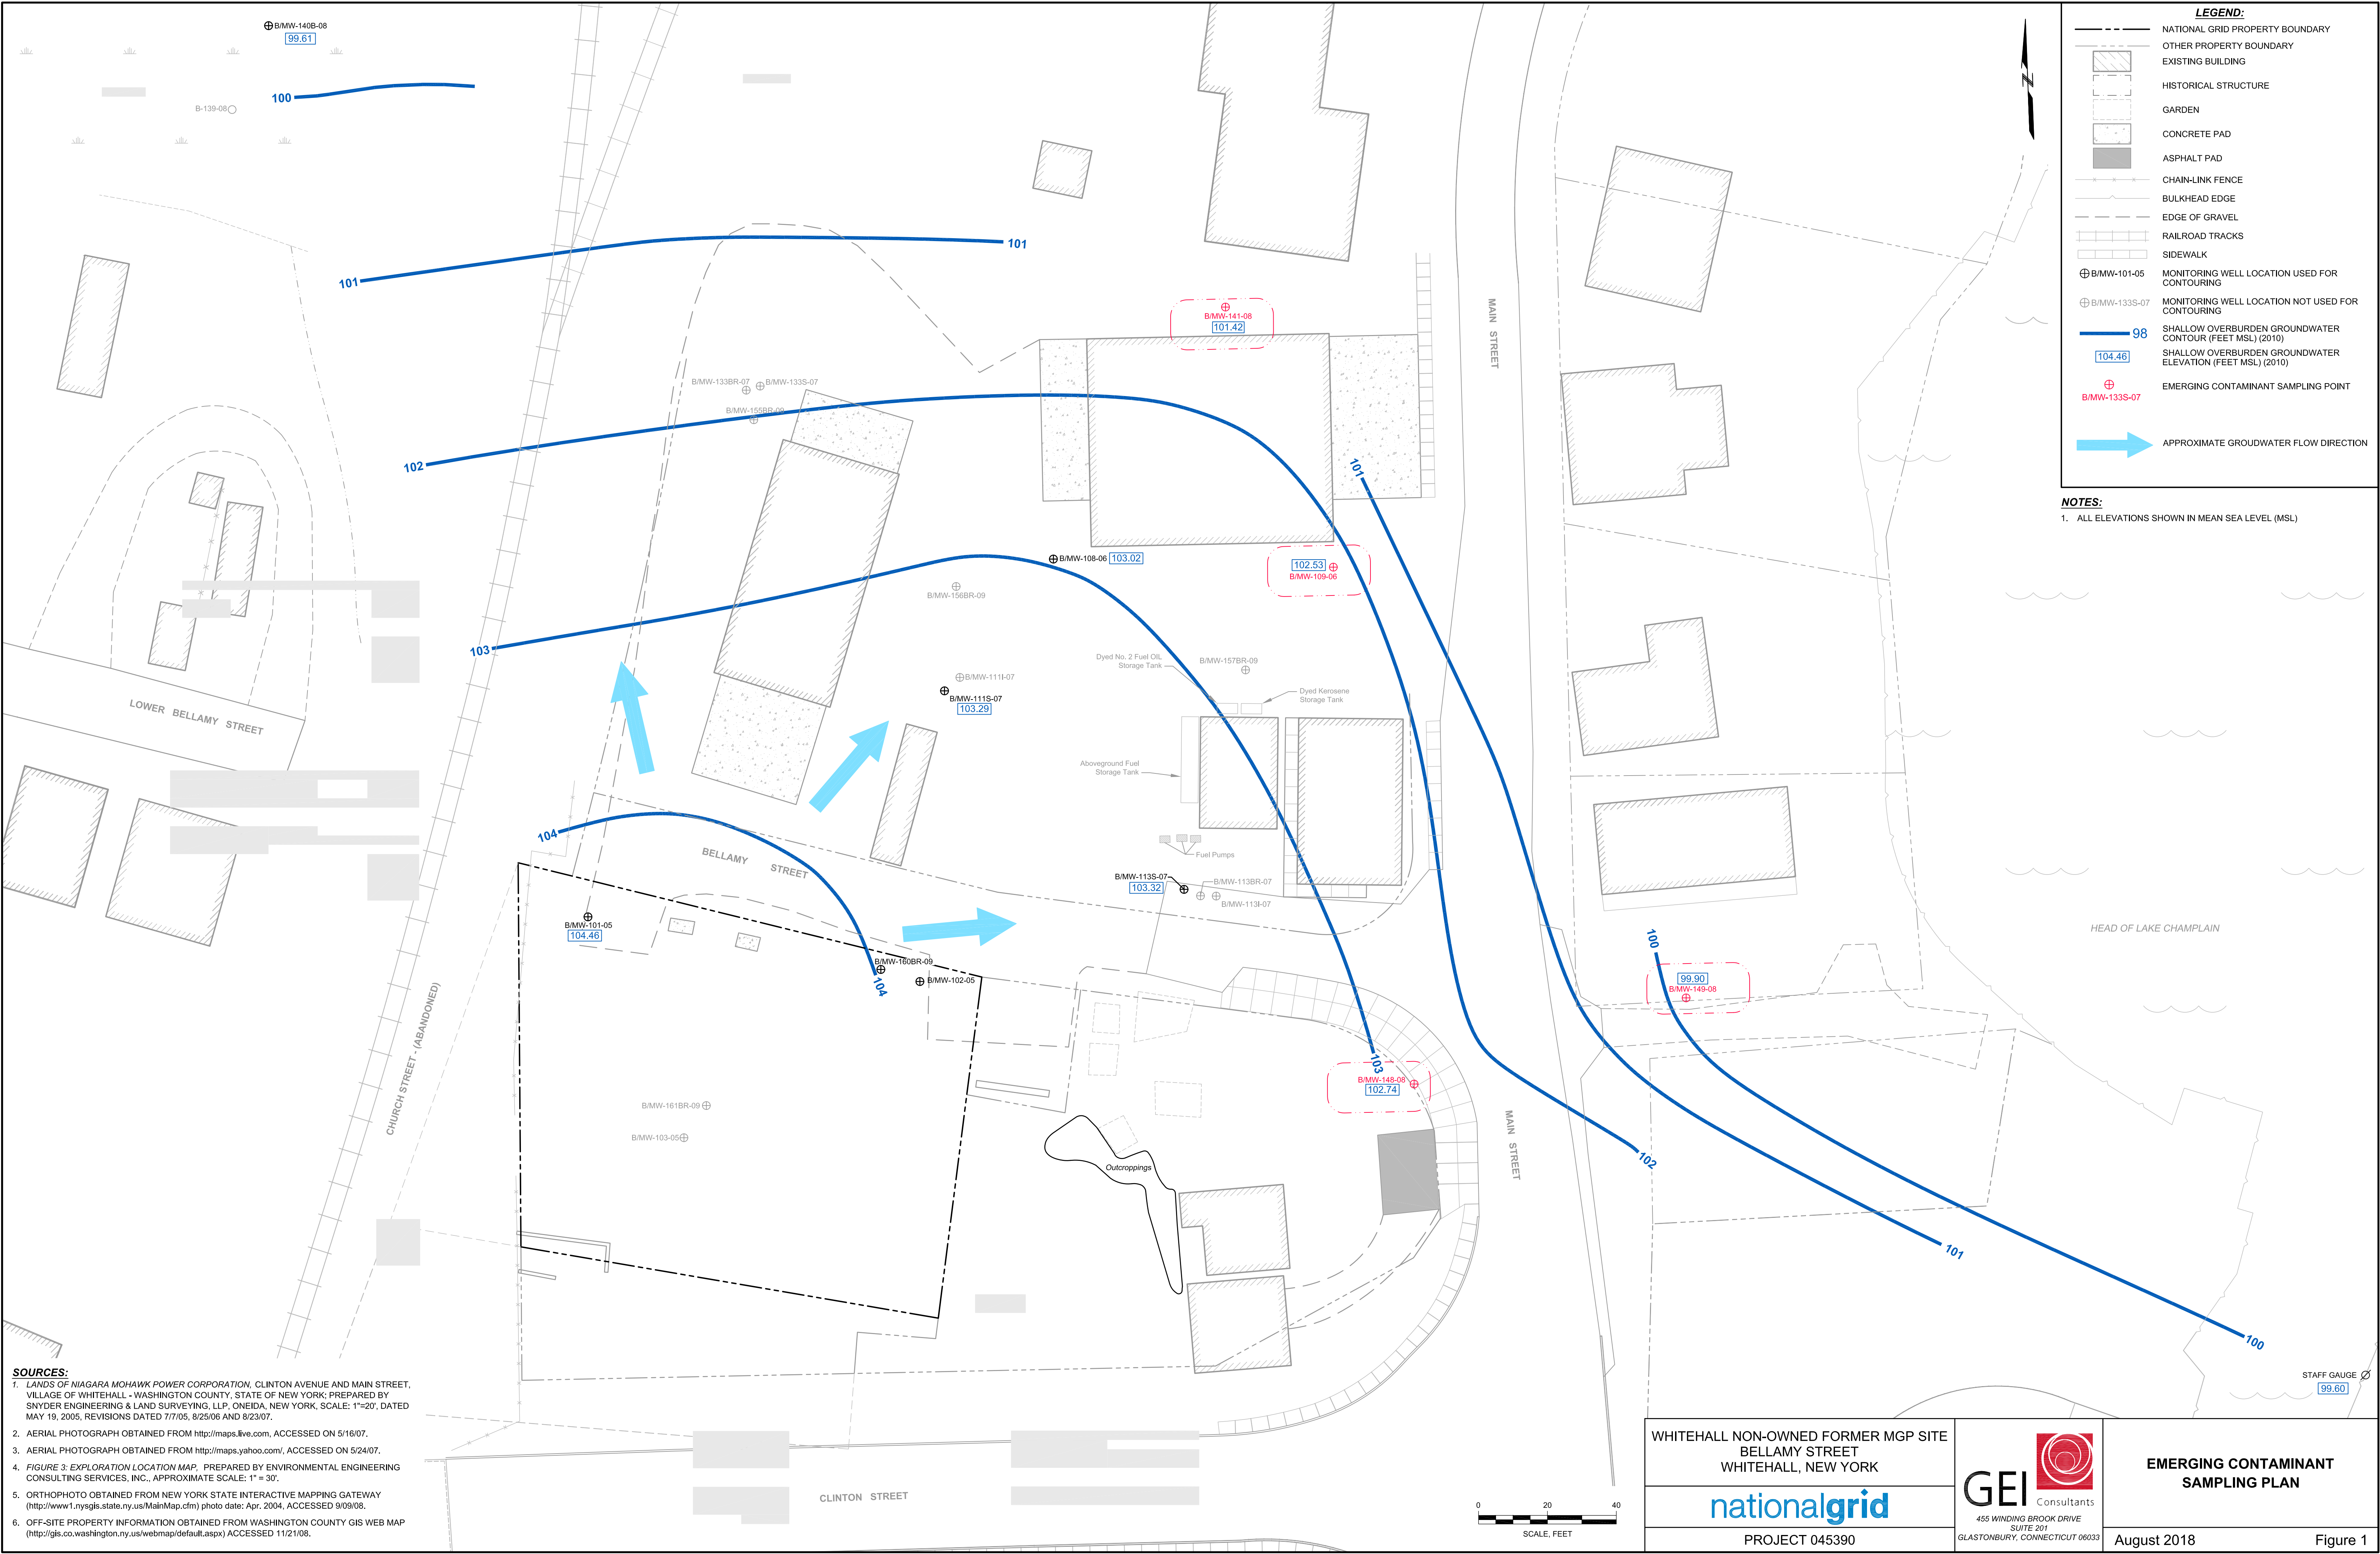 B/MW-140B-08
99.61
100
B-139-08
101
101
B/MW-141-08
101.42
MAIN STREET
B/MW-133BR-07
B/MW-133S-07
B/MW-155BR-09
102
101
B/MW-108-06
103.02
102.53
B/MW-109-06
B/MW-156BR-09
103
Dyed No. 2 Fuel OIL
Storage Tank
B/MW-157BR-09
B/MW-111I-07
B/MW-111S-07
103.29
Dyed Kerosene
Storage Tank
LOWER BELLAMY STREET
Aboveground Fuel
Storage Tank
104
BELLAMY STREET
Fuel Pumps
B/MW-113S-07
103.32
B/MW-113BR-07
B/MW-113I-07
B/MW-101-05
104.46
B/MW-160BR-09
B/MW-102-05
104
100
HEAD OF LAKE CHAMPLAIN
99.90
B/MW-149-08
CHURCH STREET - (ABANDONED)
103
B/MW-148-08
102.74
B/MW-161BR-09
B/MW-103-05
MAIN STREET
Outcroppings
102
101
100
STAFF GAUGE
99.60
CLINTON STREET
0 20 40
SCALE, FEET
LEGEND:
NATIONAL GRID PROPERTY BOUNDARY
OTHER PROPERTY BOUNDARY
EXISTING BUILDING
HISTORICAL STRUCTURE
GARDEN
CONCRETE PAD
ASPHALT PAD
CHAIN-LINK FENCE
BULKHEAD EDGE
EDGE OF GRAVEL
RAILROAD TRACKS
SIDEWALK
B/MW-101-05 MONITORING WELL LOCATION USED FOR
CONTOURING
B/MW-133S-07 MONITORING WELL LOCATION NOT USED FOR
CONTOURING
98 SHALLOW OVERBURDEN GROUNDWATER
CONTOUR (FEET MSL) (2010)
104.46 SHALLOW OVERBURDEN GROUNDWATER
ELEVATION (FEET MSL) (2010)
B/MW-133S-07 EMERGING CONTAMINANT SAMPLING POINT
APPROXIMATE GROUDWATER FLOW DIRECTION
N
NOTES:
1. ALL ELEVATIONS SHOWN IN MEAN SEA LEVEL (MSL)
SOURCES:
1. LANDS OF NIAGARA MOHAWK POWER CORPORATION, CLINTON AVENUE AND MAIN STREET,
VILLAGE OF WHITEHALL - WASHINGTON COUNTY, STATE OF NEW YORK; PREPARED BY
SNYDER ENGINEERING & LAND SURVEYING, LLP, ONEIDA, NEW YORK, SCALE: 1"=20', DATED
MAY 19, 2005, REVISIONS DATED 7/7/05, 8/25/06 AND 8/23/07.
2. AERIAL PHOTOGRAPH OBTAINED FROM http://maps.live.com, ACCESSED ON 5/16/07.
3. AERIAL PHOTOGRAPH OBTAINED FROM http://maps.yahoo.com/, ACCESSED ON 5/24/07.
4. FIGURE 3: EXPLORATION LOCATION MAP, PREPARED BY ENVIRONMENTAL ENGINEERING
CONSULTING SERVICES, INC., APPROXIMATE SCALE: 1" = 30'.
5. ORTHOPHOTO OBTAINED FROM NEW YORK STATE INTERACTIVE MAPPING GATEWAY
(http://www1.nysgis.state.ny.us/MainMap.cfm) photo date: Apr. 2004, ACCESSED 9/09/08.
6. OFF-SITE PROPERTY INFORMATION OBTAINED FROM WASHINGTON COUNTY GIS WEB MAP
(http://gis.co.washington.ny.us/webmap/default.aspx) ACCESSED 11/21/08.
WHITEHALL NON-OWNED FORMER MGP SITE
BELLAMY STREET
WHITEHALL, NEW YORK
nationalgrid
PROJECT 045390
GEI
Consultants
455 WINDING BROOK DRIVE
SUITE 201
GLASTONBURY, CONNECTICUT 06033
EMERGING CONTAMINANT
SAMPLING PLAN
August 2018
Figure 1